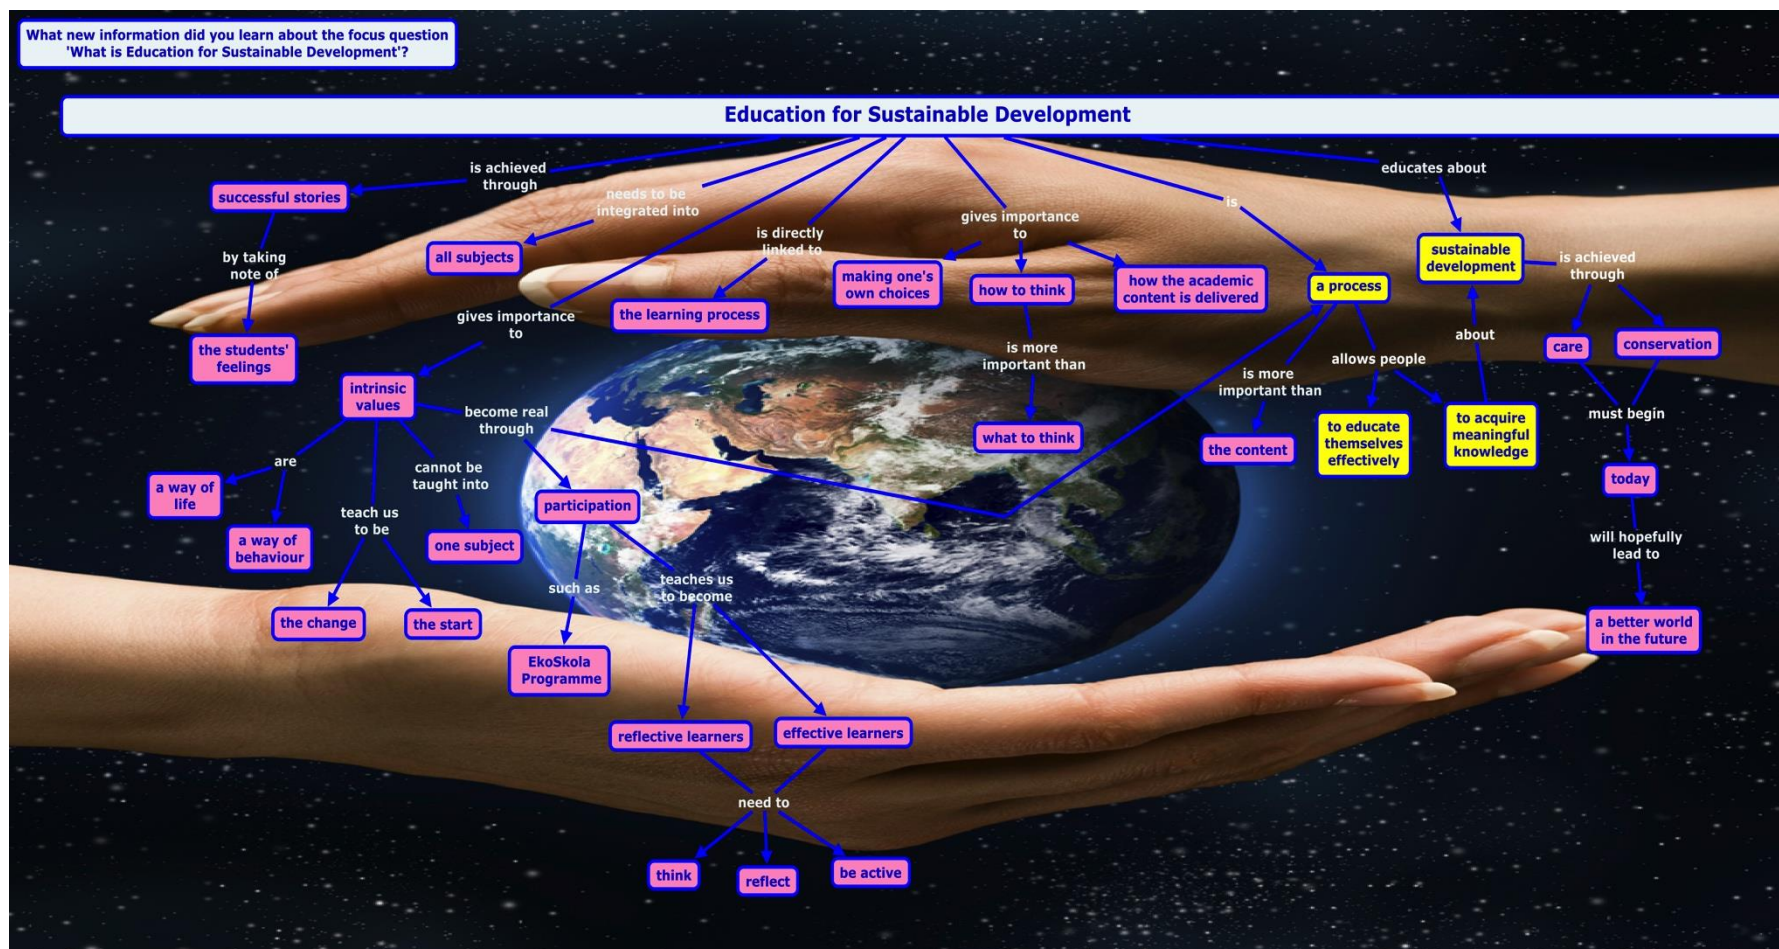 What new information did you learn about the focus question
'What is Education for Sustainable Development'?
Education for Sustainable Development
is achieved
through
successful stories
by taking
note of
the students'
feelings
needs to be
integrated into
all subjects
gives importance
to
intrinsic
values
are
a way of
life
a way of
behaviour
teach us
to be
the change
the start
cannot be
taught into
one subject
become real
through
participation
such as
EkoSkola
Programme
teaches us
to become
reflective learners
effective learners
need to
think
reflect
be active
is directly
linked to
the learning process
gives importance
to
making one's
own choices
how to think
how the academic
content is delivered
is more
important than
what to think
is
a process
is more
important than
the content
allows people
to educate
themselves
effectively
to acquire
meaningful
knowledge
about
educates about
sustainable
development
is achieved
through
care
conservation
must begin
today
will hopefully
lead to
a better world
in the future